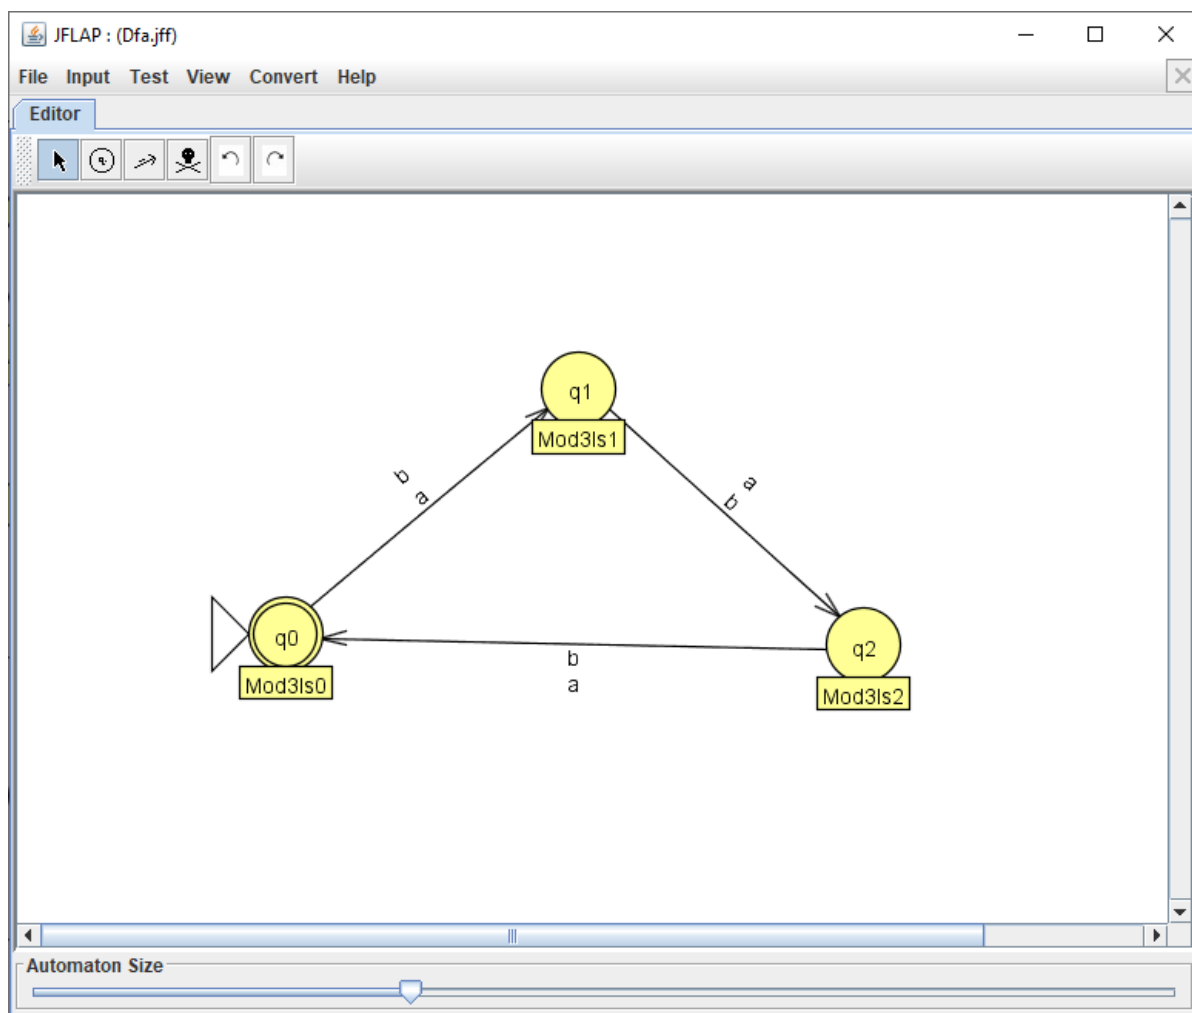 JFLAP : (Dfa.jff)
File Input Test View Convert Help
Editor
q
q1
Mod3Is1
b
a
a
b
q0
Mod3Is0
q2
Mod3Is2
b
a
Automaton Size